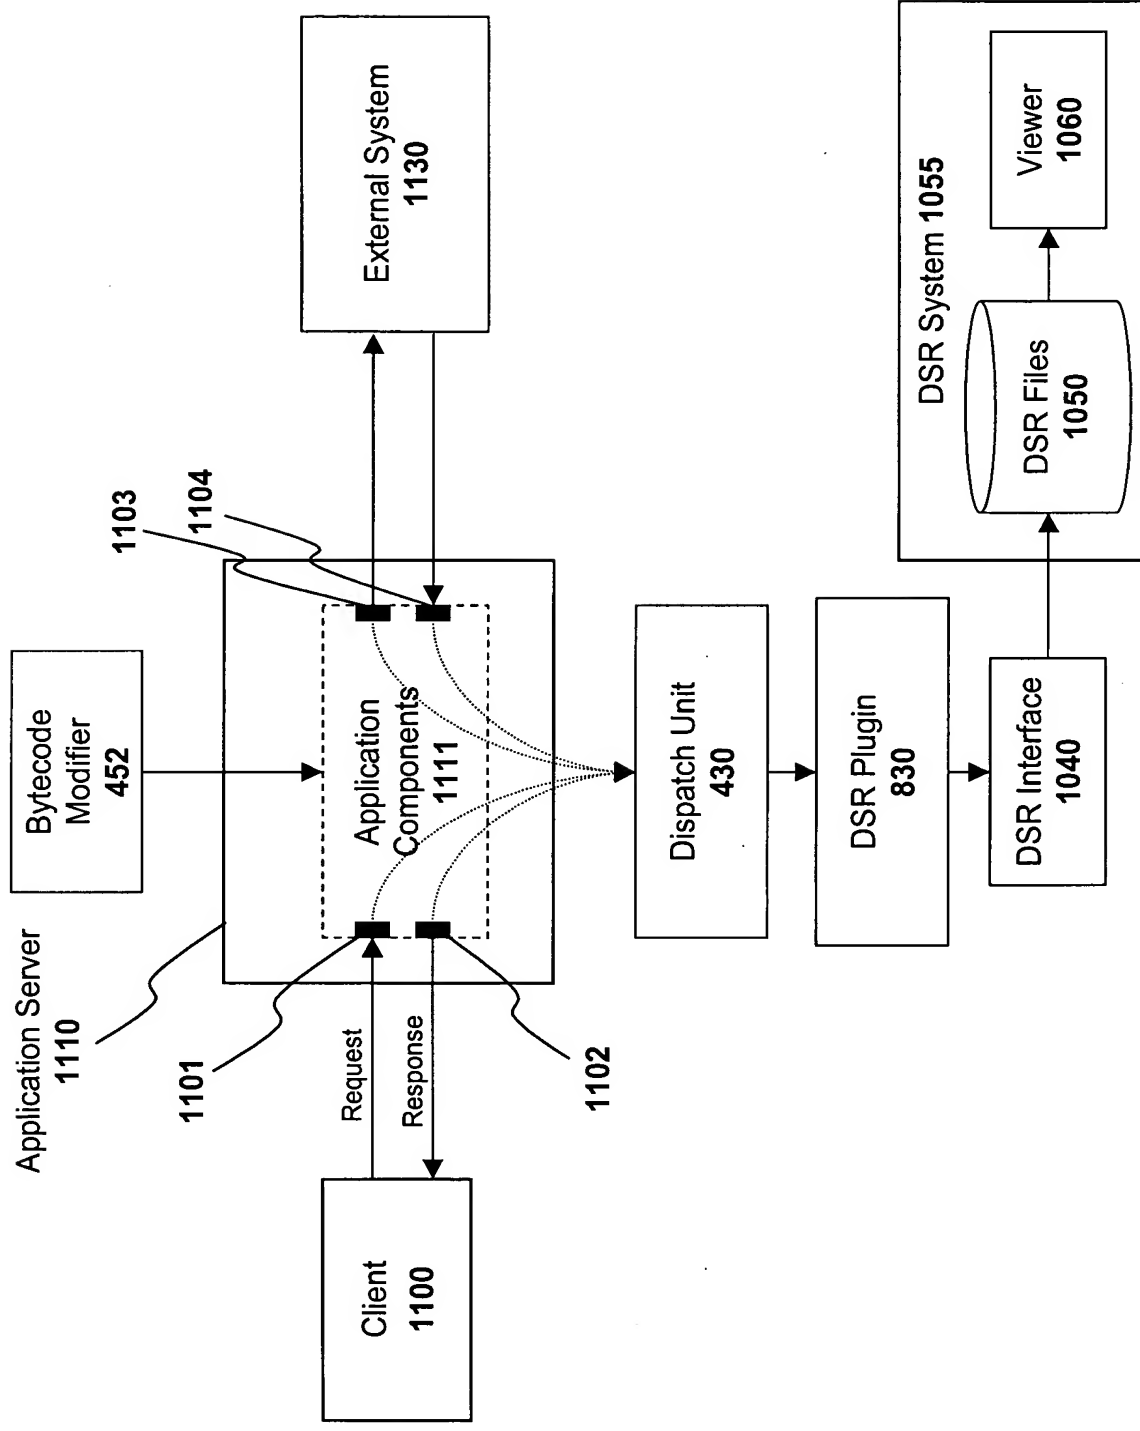 Application Server
1110
Bytecode
Modifier
452
1103
1104
1101
1102
Request
Response
Client
1100
Application
Components
1111
External System
1130
Dispatch Unit
430
DSR Plugin
830
DSR Interface
1040
DSR System 1055
DSR Files
1050
Viewer
1060